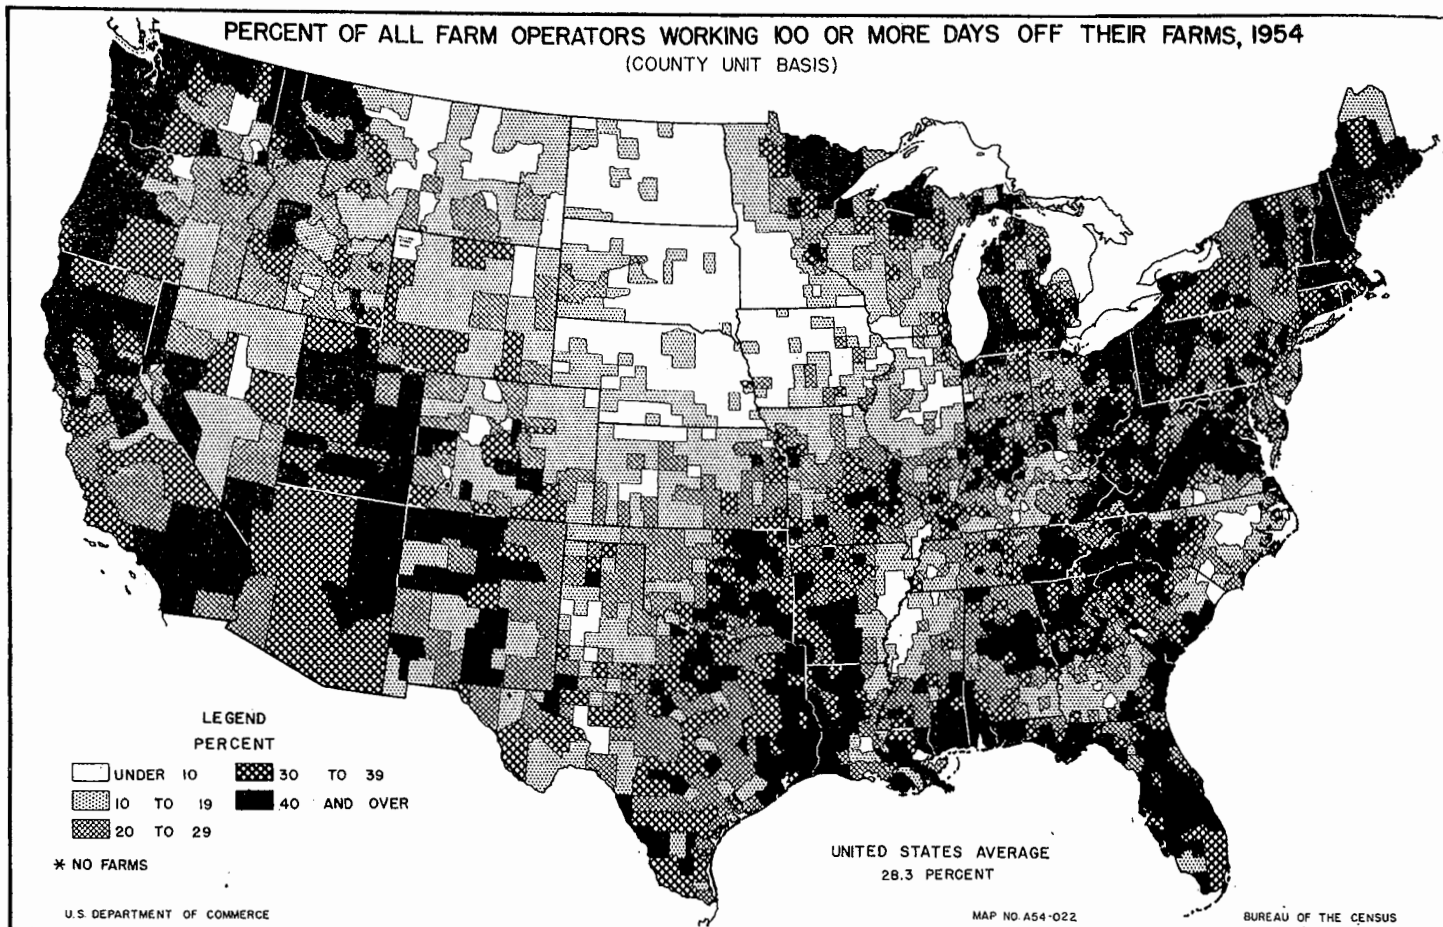 PERCENT OF ALL FARM OPERATORS WORKING 100 OR MORE DAYS OFF THEIR FARMS, 1954
(COUNTY UNIT BASIS)
LEGEND
PERCENT
UNDER 10
30 TO 39
10 TO 19
40 AND OVER
20 TO 29
* NO FARMS
UNITED STATES AVERAGE
28.3 PERCENT
U.S. DEPARTMENT OF COMMERCE
MAP NO. A54-022
BUREAU OF THE CENSUS